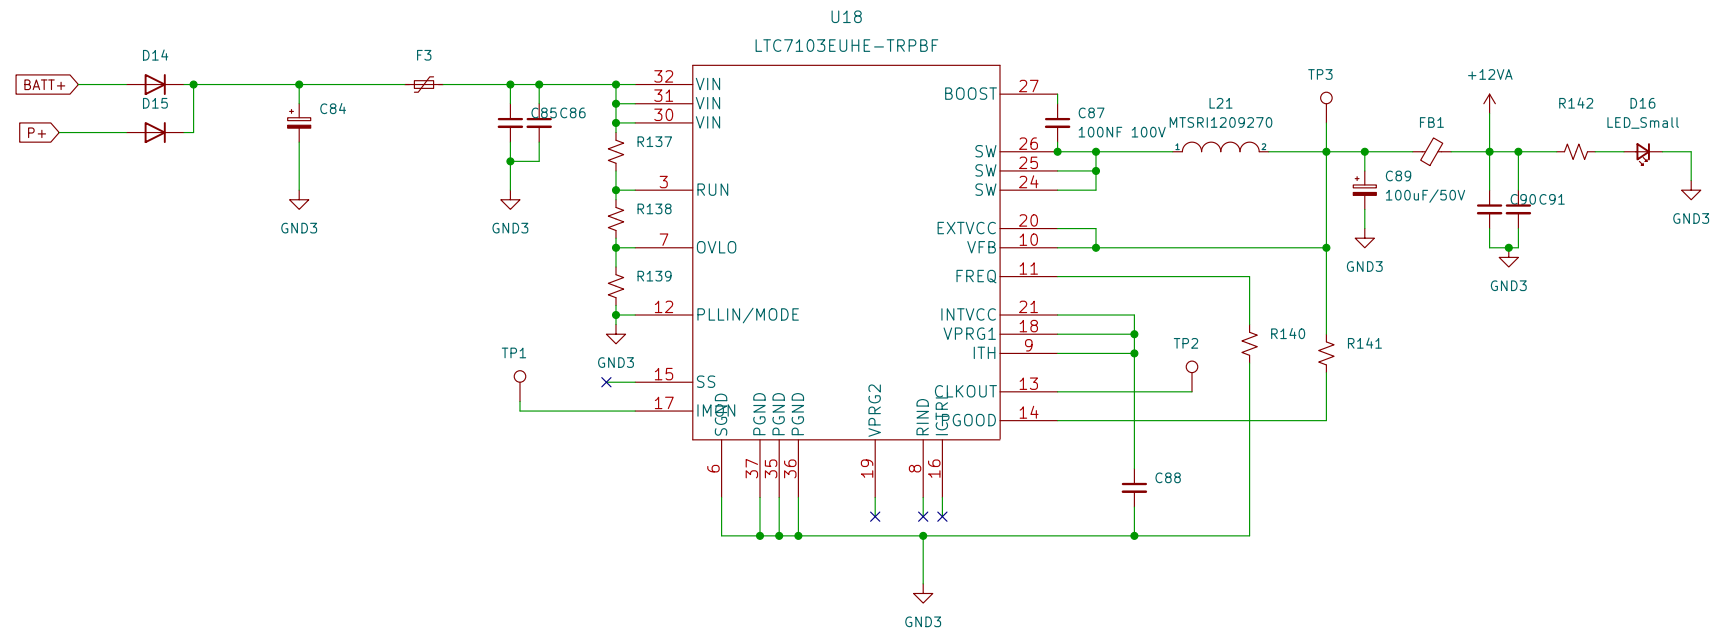 U18
LTC7103EUHE-TRPBF
BATT+
D14
P+
D15
C84
GND3
F3
C85
C86
GND3
32 VIN
31 VIN
30 VIN
R137
3 RUN
R138
7 OVLO
R139
12 PLLIN/MODE
GND3
TP1
15 SS
17 IMON
6 SGND
37 PGND
35 PGND
36 PGND
19 VPRG2
8 RIND
16 ICTRL
BOOST 27
C87
100NF 100V
SW 26
SW 25
SW 24
EXTVCC 20
VFB 10
FREQ 11
INTVCC 21
VPRG1 18
ITH 9
CLKOUT 13
PGOOD 14
L21
MTSRI1209270
1
2
TP3
C89
100uF/50V
GND3
FB1
+12VA
C90
C91
GND3
R142
D16
LED_Small
GND3
R140
R141
TP2
C88
GND3